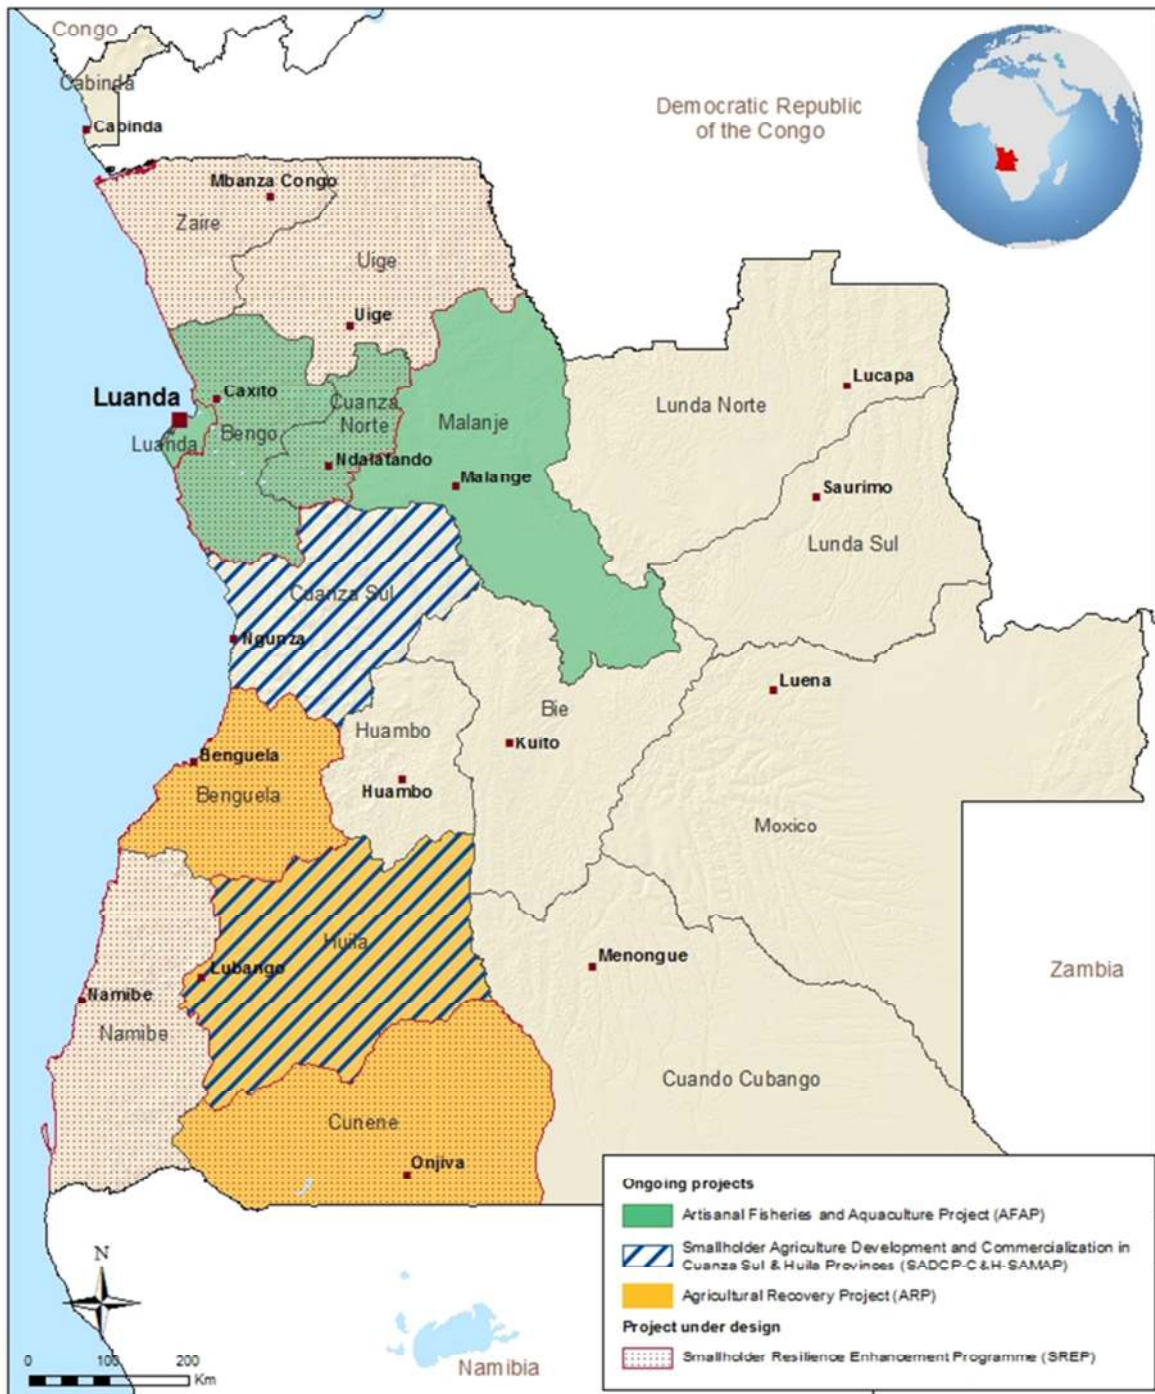 Congo
Cabinda
Cabinda
Democratic Republic
of the Congo
Mbanza Congo
Zaire
Uige
Uige
Lucapa
Luanda
Caxito
Lunda Norte
Cuanza
Norte
Malanje
Luanda
Bengo
Ndalatando
Malange
Saurimo
Lunda Sul
Cuanza Sul
Ngunza
Luena
Bie
Huambo
Kuito
Benguela
Huambo
Benguela
Moxico
Huila
Menongue
Lubango
Zambia
Namibe
Namibe
Cuando Cubango
Cunene
Onjiva
Ongoing projects
Artisanal Fisheries and Aquaculture Project (AFAP)
Smallholder Agriculture Development and Commercialization in
Cuanza Sul & Huila Provinces (SADCP-C&H-SAMAP)
Agricultural Recovery Project (ARP)
Project under design
Smallholder Resilience Enhancement Programme (SREP)
N
Namibia
0 100 200
Km